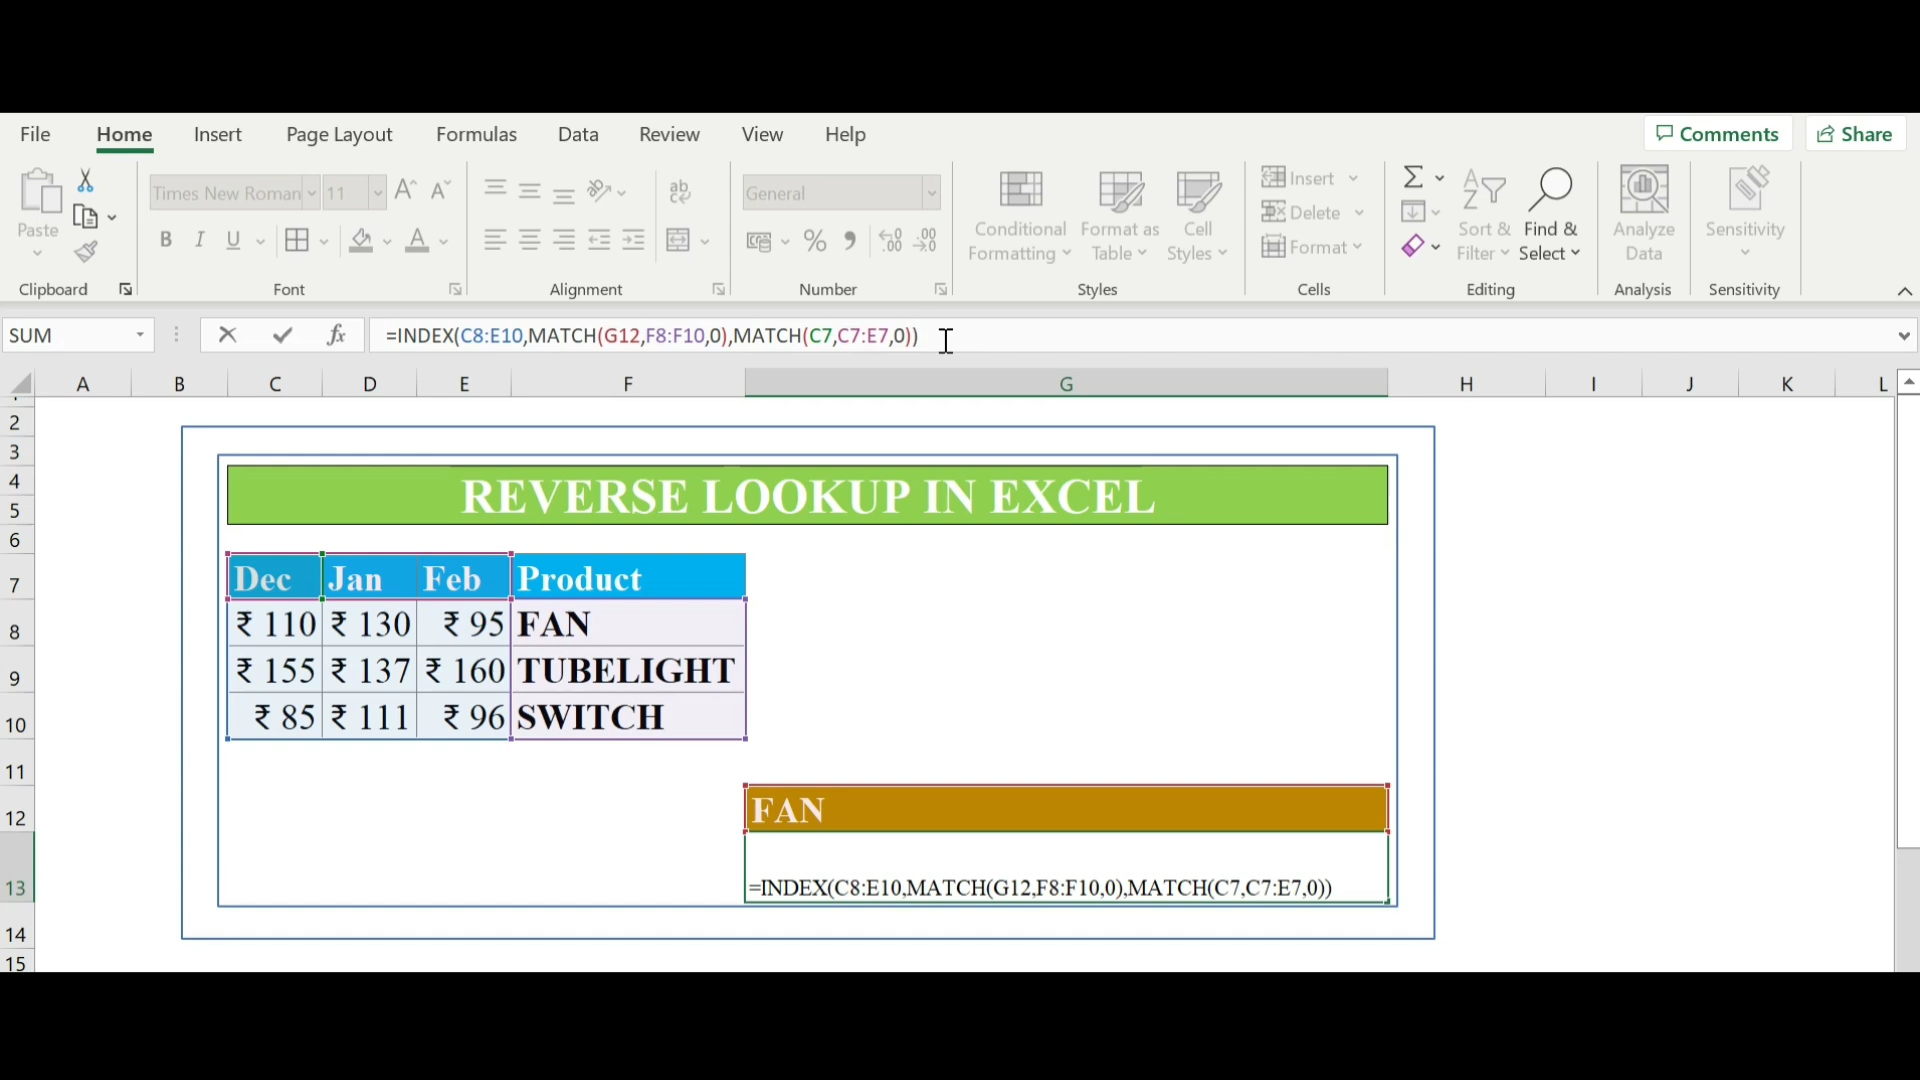 File Home Insert Page Layout Formulas Data Review View Help Comments Share
Paste
Times New Roman 11
B I U
ab
General
% 
Conditional Formatting
Format as Table
Cell Styles
Insert
Delete
Format
Sort & Filter
Find & Select
Analyze Data
Sensitivity
Clipboard Font Alignment Number Styles Cells Editing Analysis Sensitivity
SUM fx =INDEX(C8:E10,MATCH(G12,F8:F10,0),MATCH(C7,C7:E7,0))
A B C D E F G H I J K L
2
3
4
5
REVERSE LOOKUP IN EXCEL
6
7 Dec Jan Feb Product
8 ₹ 110 ₹ 130 ₹ 95 FAN
9 ₹ 155 ₹ 137 ₹ 160 TUBELIGHT
10 ₹ 85 ₹ 111 ₹ 96 SWITCH
11
12 FAN
13 =INDEX(C8:E10,MATCH(G12,F8:F10,0),MATCH(C7,C7:E7,0))
14
15